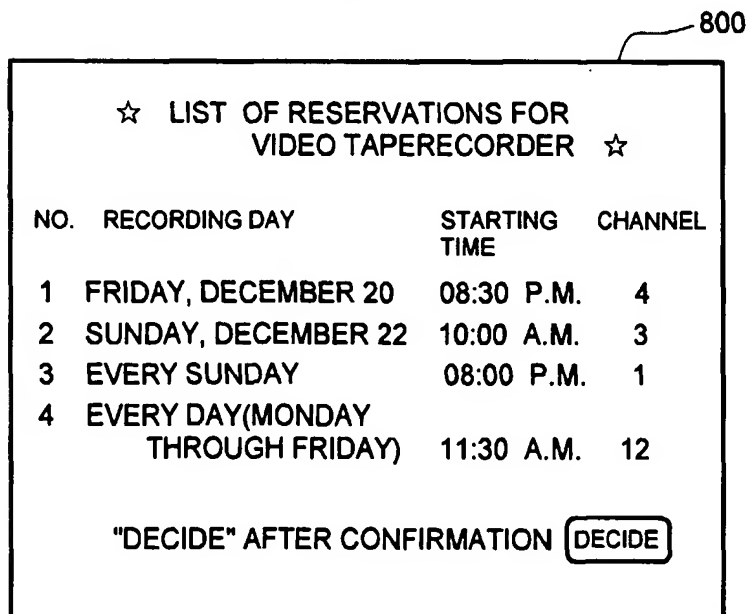 800
☆ LIST OF RESERVATIONS FOR
VIDEO TAPERECORDER ☆
NO. RECORDING DAY STARTING TIME CHANNEL
1 FRIDAY, DECEMBER 20 08:30 P.M. 4
2 SUNDAY, DECEMBER 22 10:00 A.M. 3
3 EVERY SUNDAY 08:00 P.M. 1
4 EVERY DAY(MONDAY
THROUGH FRIDAY) 11:30 A.M. 12
"DECIDE" AFTER CONFIRMATION DECIDE